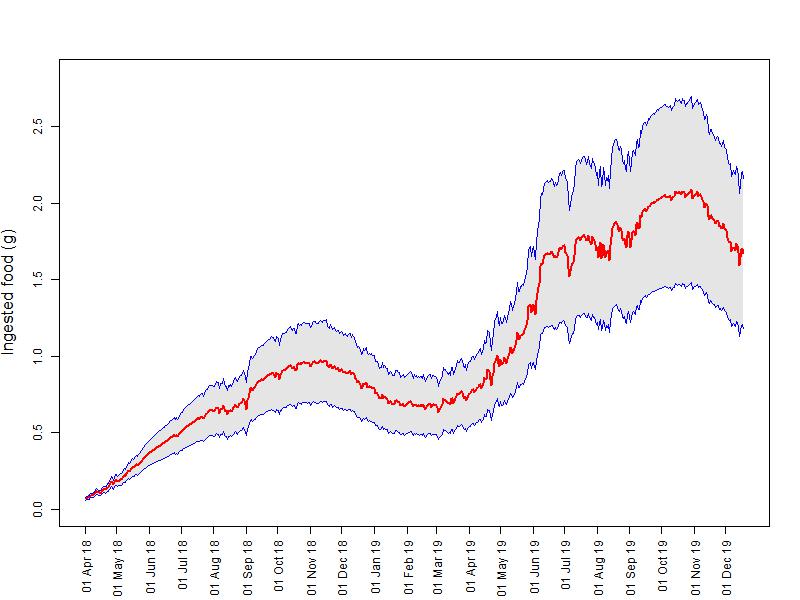 Ingested food (g)
2.5
2.0
1.5
1.0
0.5
0.0
01 Apr 18
01 May 18
01 Jun 18
01 Jul 18
01 Aug 18
01 Sep 18
01 Oct 18
01 Nov 18
01 Dec 18
01 Jan 19
01 Feb 19
01 Mar 19
01 Apr 19
01 May 19
01 Jun 19
01 Jul 19
01 Aug 19
01 Sep 19
01 Oct 19
01 Nov 19
01 Dec 19